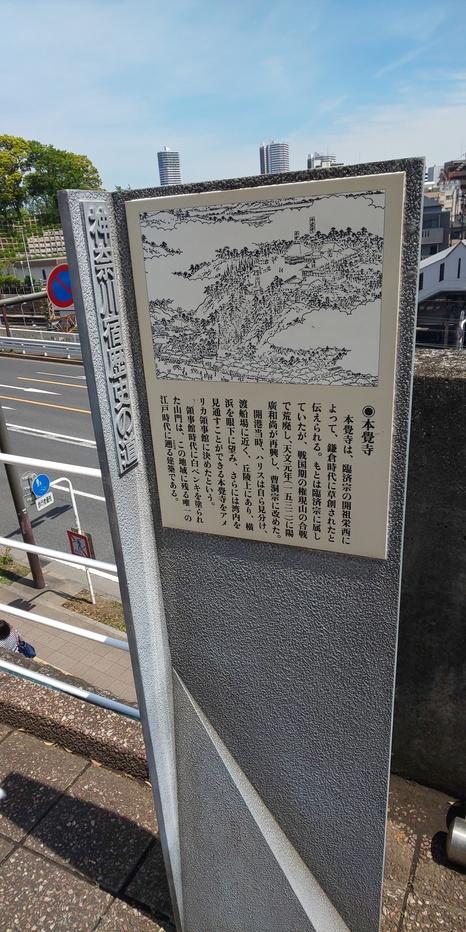 神奈川宿歴史の道
◉本覺寺
本覺寺は、臨済宗の開祖栄西に
よって、鎌倉時代に草創されたと
伝えられる。もとは臨済宗に属し
ていたが、戦国期の権現山の合戦
で荒廃し、天文元年(一五三二)に陽
廣和尚が再興し、曹洞宗に改めた。
開港当時、ハリスは自ら見分け、
渡船場に近く、丘陵上にあり、横
浜を眼下に望み、さらには湾内を
見通すことができる本覺寺をアメ
リカ領事館に決めたという。
領事館時代に白ペンキを塗られ
た山門は、この地域に残る唯一の
江戸時代に遡る建築である。